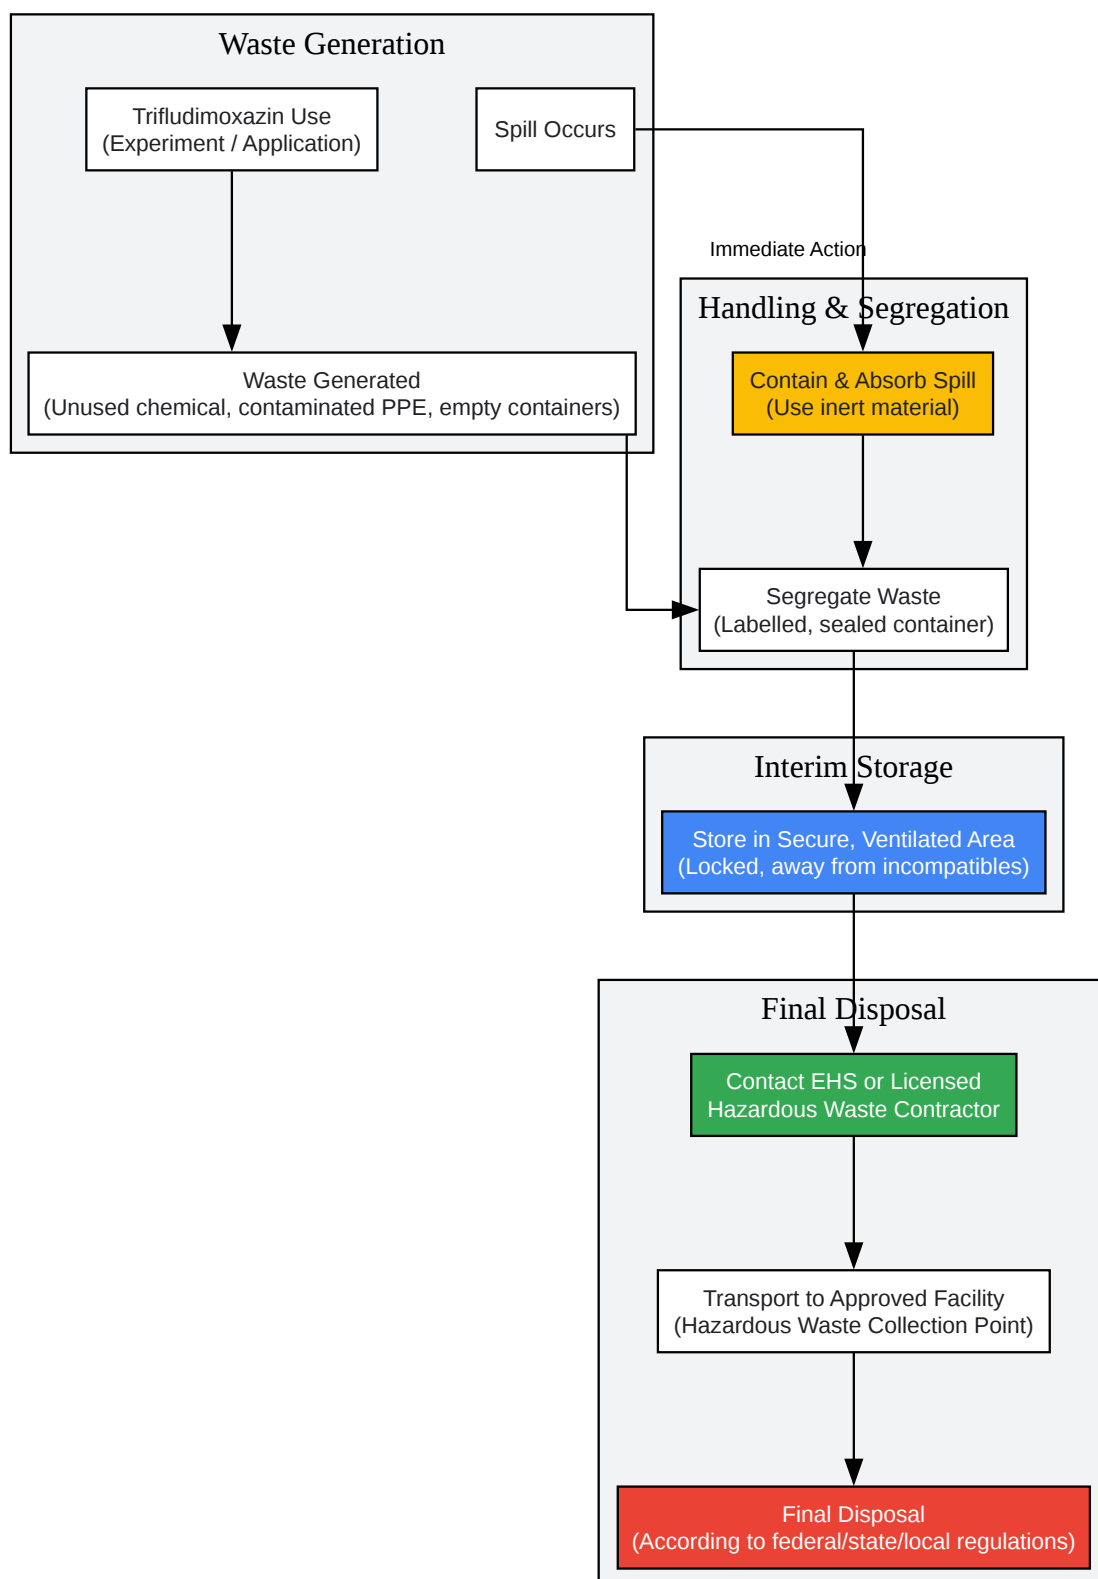 Waste Generation
Trifludimoxazin Use
(Experiment / Application)
Spill Occurs
Immediate Action
Handling & Segregation
Waste Generated
(Unused chemical, contaminated PPE, empty containers)
Contain & Absorb Spill
(Use inert material)
Segregate Waste
(Labelled, sealed container)
Interim Storage
Store in Secure, Ventilated Area
(Locked, away from incompatibles)
Final Disposal
Contact EHS or Licensed
Hazardous Waste Contractor
Transport to Approved Facility
(Hazardous Waste Collection Point)
Final Disposal
(According to federal/state/local regulations)